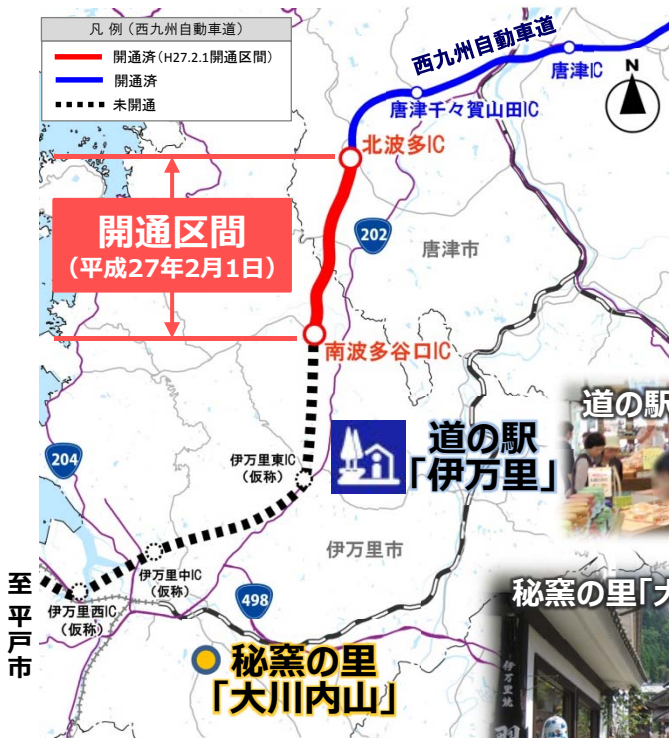 凡 例 (西九州自動車道)
開通済(H27.2.1開通区間)
開通済
未開通
西九州自動車道
唐津IC
唐津千々賀山田IC
N
北波多IC
開通区間
(平成27年2月1日)
202
唐津市
南波多谷口IC
道の駅
204
伊万里東IC
(仮称)
道の駅
「伊万里」
伊万里市
伊万里中IC
(仮称)
至平戸市
伊万里西IC
(仮称)
498
秘窯の里「大
秘窯の里
「大川内山」